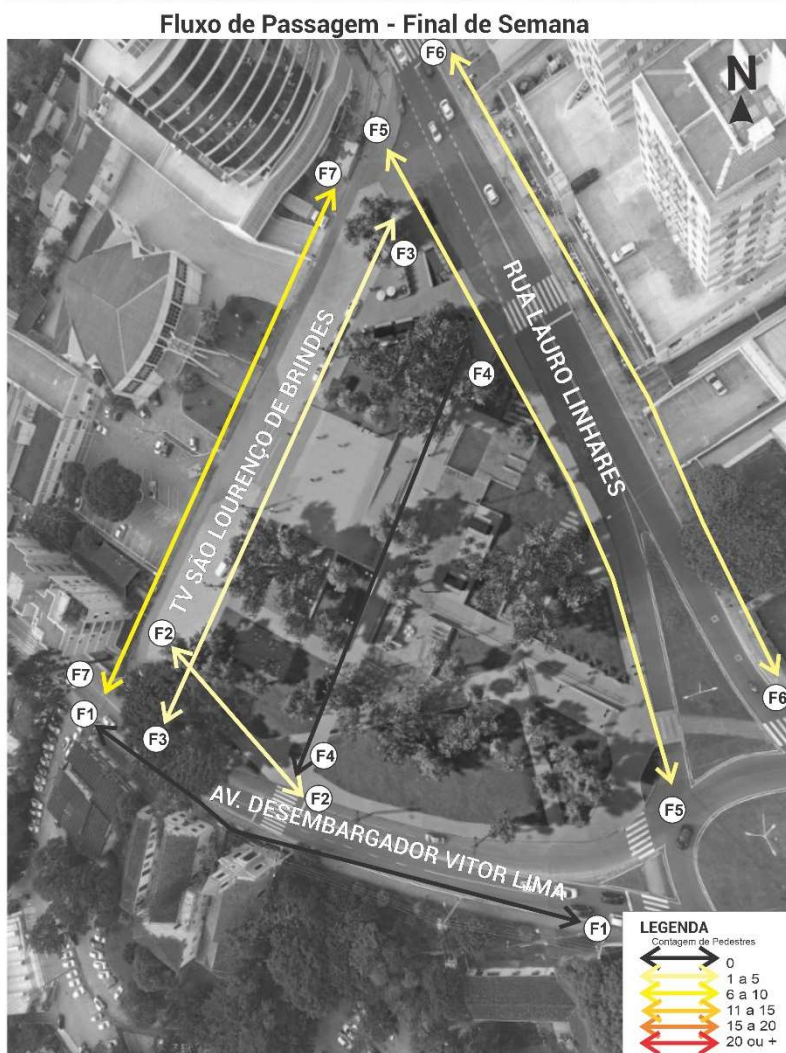 Fluxo de Passagem - Final de Semana
F6
N
F5
F7
F3
RUA LAURO LINHARES
F4
TV SÃO LOURENÇO DE BRINDES
F2
F7
F6
F1
F3
F4
F2
F5
AV. DESEMBARGADOR VITOR LIMA
F1
LEGENDA
Contagem de Pedestres
0
1 a 5
6 a 10
11 a 15
15 a 20
20 ou +